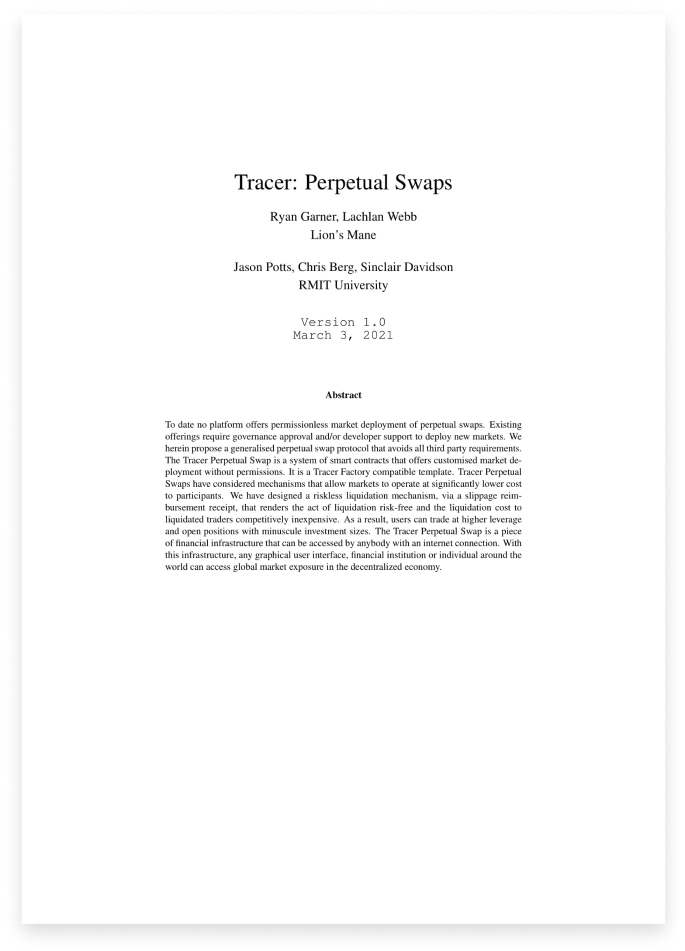 Tracer: Perpetual Swaps
Ryan Garner, Lachlan Webb
Lion's Mane
Jason Potts, Chris Berg, Sinclair Davidson
RMIT University
Version 1.0
March 3, 2021
Abstract
To date no platform offers permissionless market deployment of perpetual swaps. Existing
offerings require governance approval and/or developer support to deploy new markets. We
herein propose a generalised perpetual swap protocol that avoids all third party requirements.
The Tracer Perpetual Swap is a system of smart contracts that offers customised market de-
ployment without permissions. It is a Tracer Factory compatible template. Tracer Perpetual
Swaps have considered mechanisms that allow markets to operate at significantly lower cost
to participants. We have designed a riskless liquidation mechanism, via a slippage reim-
bursement receipt, that renders the act of liquidation risk-free and the liquidation cost to
liquidated traders competitively inexpensive. As a result, users can trade at higher leverage
and open positions with minuscule investment sizes. The Tracer Perpetual Swap is a piece
of financial infrastructure that can be accessed by anybody with an internet connection. With
this infrastructure, any graphical user interface, financial institution or individual around the
world can access global market exposure in the decentralized economy.